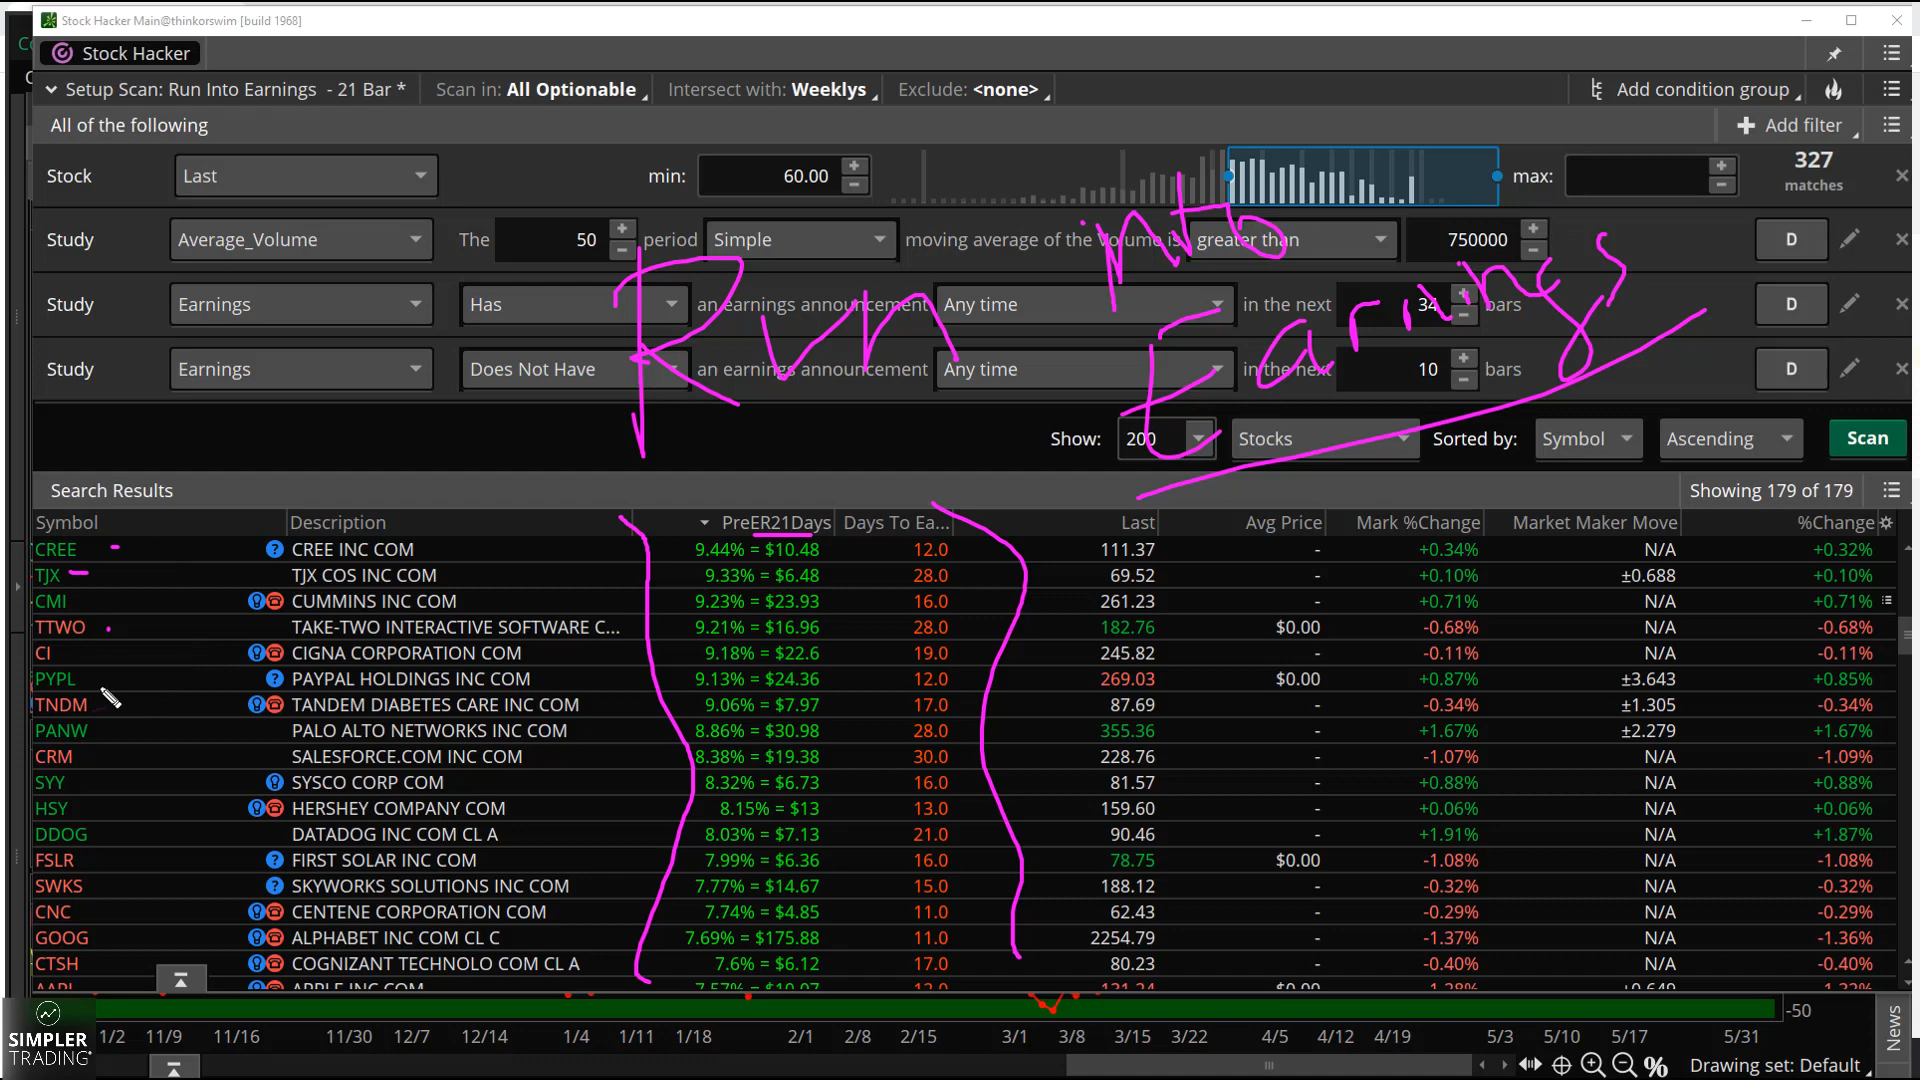 Stock Hacker Main@thinkorswim [build 1968]
Stock Hacker
Setup Scan: Run Into Earnings - 21 Bar * Scan in: All Optionable Intersect with: Weeklys Exclude: <none> Add condition group
All of the following Add filter
Stock Last min: 60.00 max: 327 matches
Study Average_Volume The 50 period Simple moving average of the Volume is greater than 750000 D
Study Earnings Has an earnings announcement Any time in the next 34 bars D
Study Earnings Does Not Have an earnings announcement Any time in the next 10 bars D
Run into Earnings
Show: 200 Stocks Sorted by: Symbol Ascending Scan
Search Results Showing 179 of 179
Symbol Description PreER21Days Days To Ea... Last Avg Price Mark %Change Market Maker Move %Change
CREE ? CREE INC COM 9.44% = $10.48 12.0 111.37 - +0.34% N/A +0.32%
TJX TJX COS INC COM 9.33% = $6.48 28.0 69.52 - +0.10% ±0.688 +0.10%
CMI CUMMINS INC COM 9.23% = $23.93 16.0 261.23 - +0.71% N/A +0.71%
TTWO TAKE-TWO INTERACTIVE SOFTWARE C... 9.21% = $16.96 28.0 182.76 $0.00 -0.68% N/A -0.68%
CI CIGNA CORPORATION COM 9.18% = $22.6 19.0 245.82 - -0.11% N/A -0.11%
PYPL ? PAYPAL HOLDINGS INC COM 9.13% = $24.36 12.0 269.03 $0.00 +0.87% ±3.643 +0.85%
TNDM TANDEM DIABETES CARE INC COM 9.06% = $7.97 17.0 87.69 - -0.34% ±1.305 -0.34%
PANW PALO ALTO NETWORKS INC COM 8.86% = $30.98 28.0 355.36 - +1.67% ±2.279 +1.67%
CRM SALESFORCE.COM INC COM 8.38% = $19.38 30.0 228.76 - -1.07% N/A -1.09%
SYY SYSCO CORP COM 8.32% = $6.73 16.0 81.57 - +0.88% N/A +0.88%
HSY HERSHEY COMPANY COM 8.15% = $13 13.0 159.60 - +0.06% N/A +0.06%
DDOG DATADOG INC COM CL A 8.03% = $7.13 21.0 90.46 - +1.91% N/A +1.87%
FSLR ? FIRST SOLAR INC COM 7.99% = $6.36 16.0 78.75 $0.00 -1.08% N/A -1.08%
SWKS ? SKYWORKS SOLUTIONS INC COM 7.77% = $14.67 15.0 188.12 - -0.32% N/A -0.32%
CNC CENTENE CORPORATION COM 7.74% = $4.85 11.0 62.43 - -0.29% N/A -0.29%
GOOG ALPHABET INC COM CL C 7.69% = $175.88 11.0 2254.79 - -1.37% N/A -1.36%
CTSH COGNIZANT TECHNOLO COM CL A 7.6% = $6.12 17.0 80.23 - -0.40% N/A -0.40%
-50
SIMPLER TRADING
1/2 11/9 11/16 11/30 12/7 12/14 1/4 1/11 1/18 2/1 2/8 2/15 3/1 3/8 3/15 3/22 4/5 4/12 4/19 5/3 5/10 5/17 5/31
News
Drawing set: Default